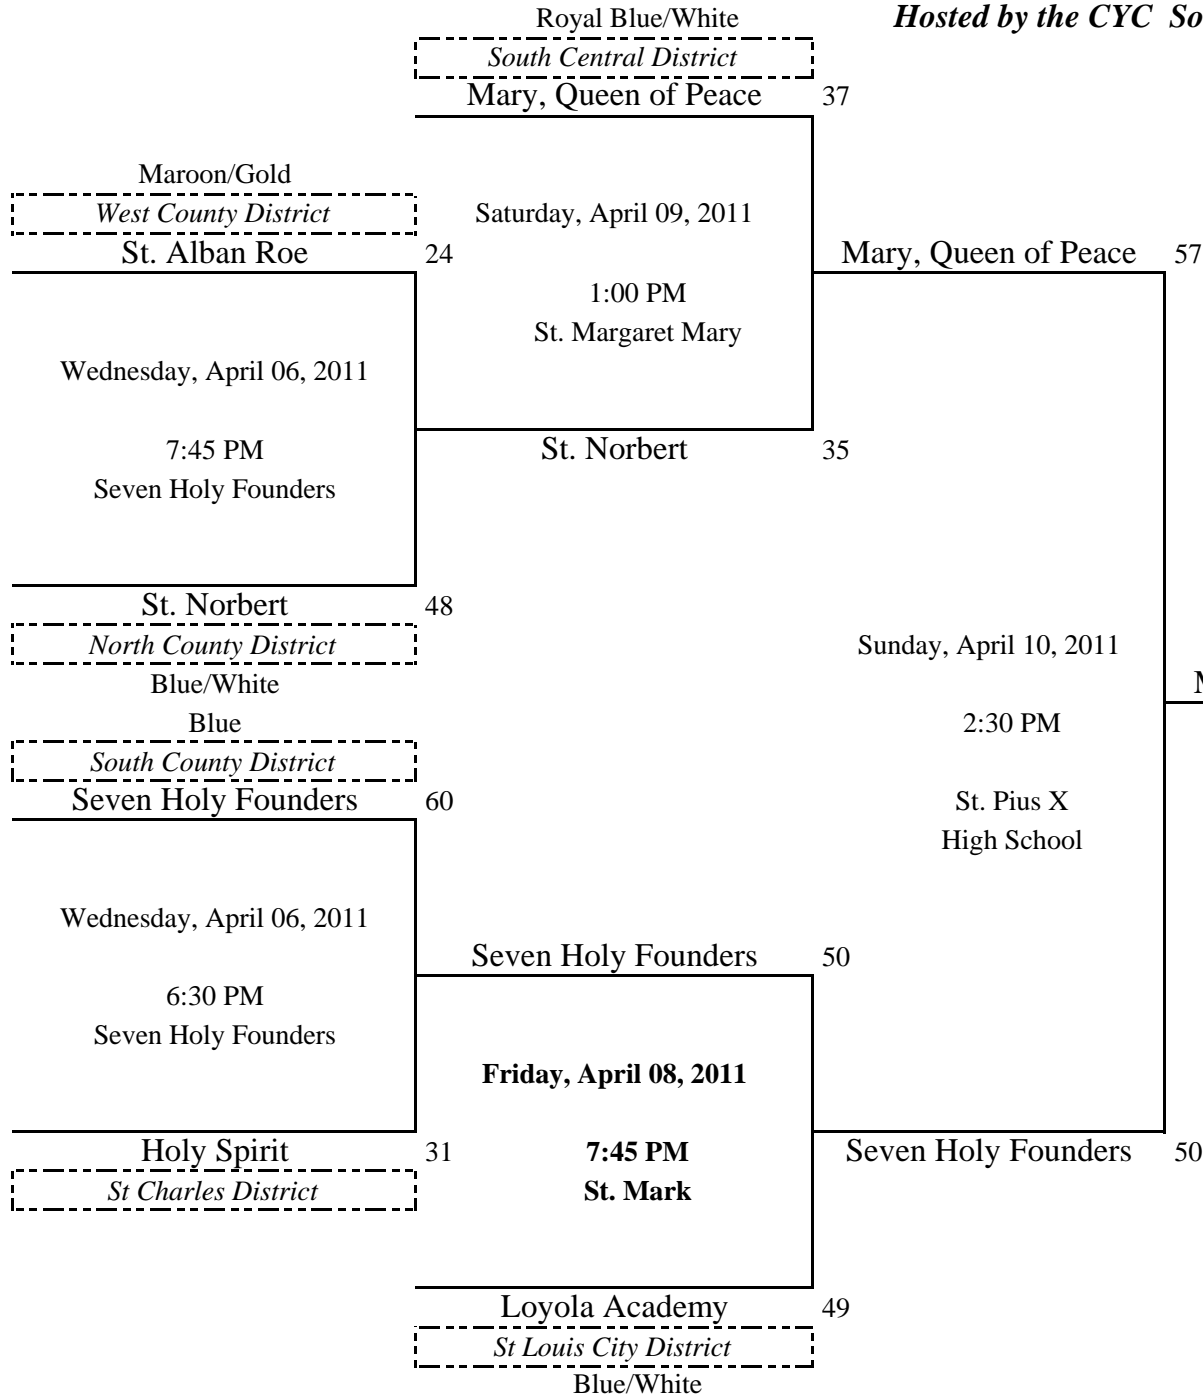 Royal Blue/White
Hosted by the CYC So
South Central District
Mary, Queen of Peace 37
Maroon/Gold
West County District
Saturday, April 09, 2011
St. Alban Roe 24
Mary, Queen of Peace 57
1:00 PM
St. Margaret Mary
Wednesday, April 06, 2011
7:45 PM
St. Norbert 35
Seven Holy Founders
St. Norbert 48
North County District
Sunday, April 10, 2011
Blue/White
M
Blue
2:30 PM
South County District
Seven Holy Founders 60
St. Pius X
High School
Wednesday, April 06, 2011
Seven Holy Founders 50
6:30 PM
Seven Holy Founders
Friday, April 08, 2011
Holy Spirit 31
7:45 PM
Seven Holy Founders 50
St Charles District
St. Mark
Loyola Academy 49
St Louis City District
Blue/White